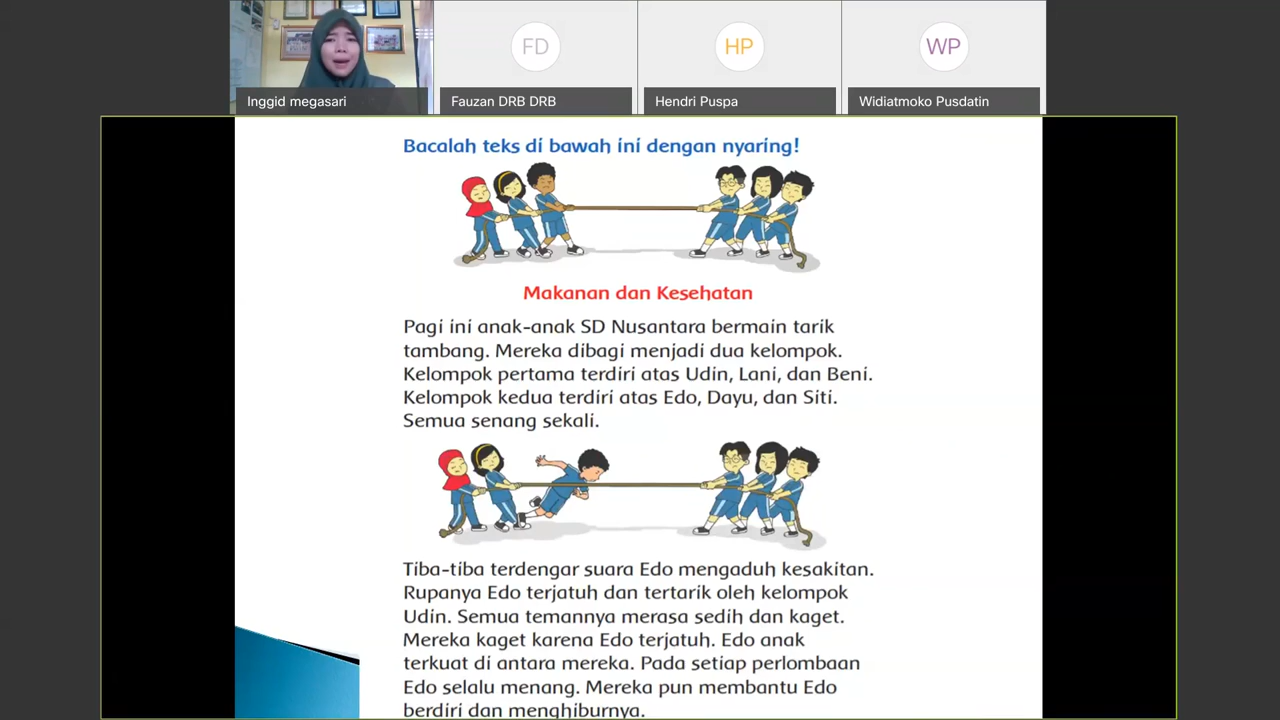 FD
HP
WP
Inggid megasari
Fauzan DRB DRB
Hendri Puspa
Widiatmoko Pusdatin
Bacalah teks di bawah ini dengan nyaring!
Makanan dan Kesehatan
Pagi ini anak-anak SD Nusantara bermain tarik
tambang. Mereka dibagi menjadi dua kelompok.
Kelompok pertama terdiri atas Udin, Lani, dan Beni.
Kelompok kedua terdiri atas Edo, Dayu, dan Siti.
Semua senang sekali.
Tiba-tiba terdengar suara Edo mengaduh kesakitan.
Rupanya Edo terjatuh dan tertarik oleh kelompok
Udin. Semua temannya merasa sedih dan kaget.
Mereka kaget karena Edo terjatuh. Edo anak
terkuat di antara mereka. Pada setiap perlombaan
Edo selalu menang. Mereka pun membantu Edo
berdiri dan menghiburnya.